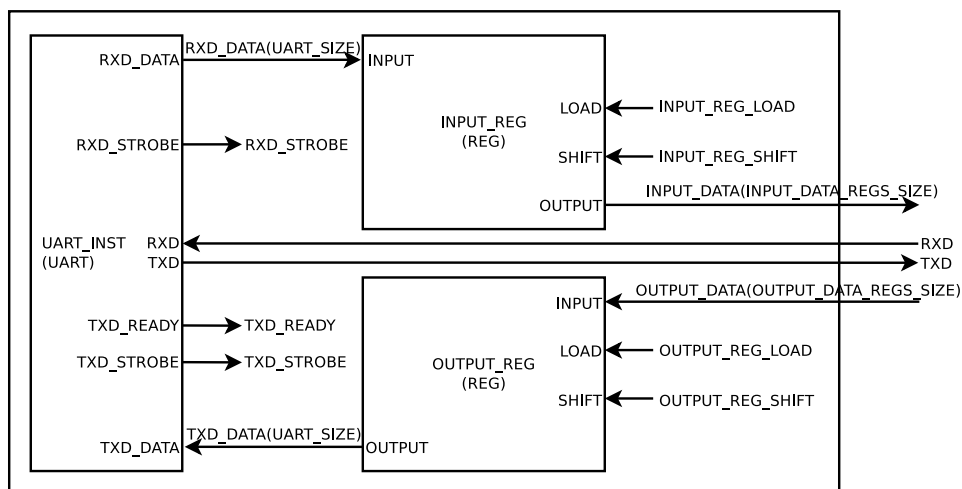 RXD_DATA
RXD_DATA(UART_SIZE)
INPUT
LOAD
INPUT_REG_LOAD
INPUT_REG
(REG)
RXD_STROBE
RXD_STROBE
SHIFT
INPUT_REG_SHIFT
OUTPUT
INPUT_DATA(INPUT_DATA_REGS_SIZE)
UART_INST
(UART)
RXD
RXD
TXD
TXD
INPUT
OUTPUT_DATA(OUTPUT_DATA_REGS_SIZE)
TXD_READY
TXD_READY
LOAD
OUTPUT_REG_LOAD
TXD_STROBE
TXD_STROBE
OUTPUT_REG
(REG)
SHIFT
OUTPUT_REG_SHIFT
TXD_DATA
TXD_DATA(UART_SIZE)
OUTPUT